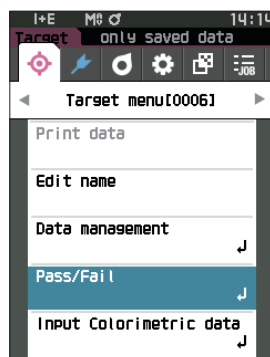 I+E M0 14:14
Target only saved data
-JOB
Target menu[0006]
Print data
Edit name
Data management
Pass/Fail
Input Colorimetric data